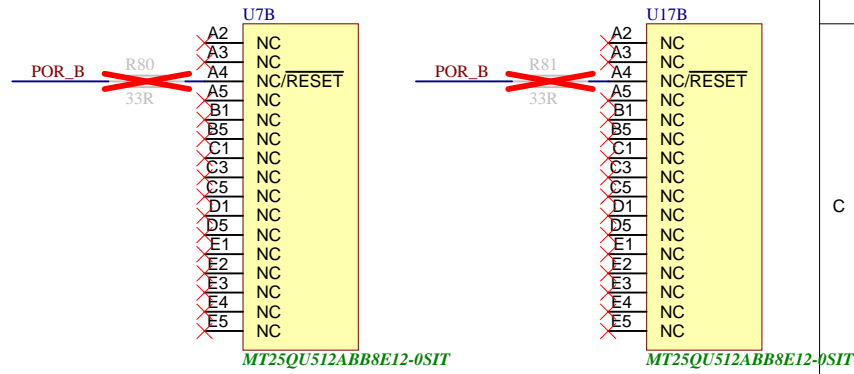 U7B
A2 NC
A3 NC
POR_B R80 33R A4 NC/RESET
A5 NC
B1 NC
B5 NC
C1 NC
C3 NC
C5 NC
D1 NC
D5 NC
E1 NC
E2 NC
E3 NC
E4 NC
E5 NC
MT25QU512ABB8E12-0SIT
U17B
A2 NC
A3 NC
POR_B R81 33R A4 NC/RESET
A5 NC
B1 NC
B5 NC
C1 NC
C3 NC
C5 NC
D1 NC
D5 NC
E1 NC
E2 NC
E3 NC
E4 NC
E5 NC
MT25QU512ABB8E12-0SIT
C